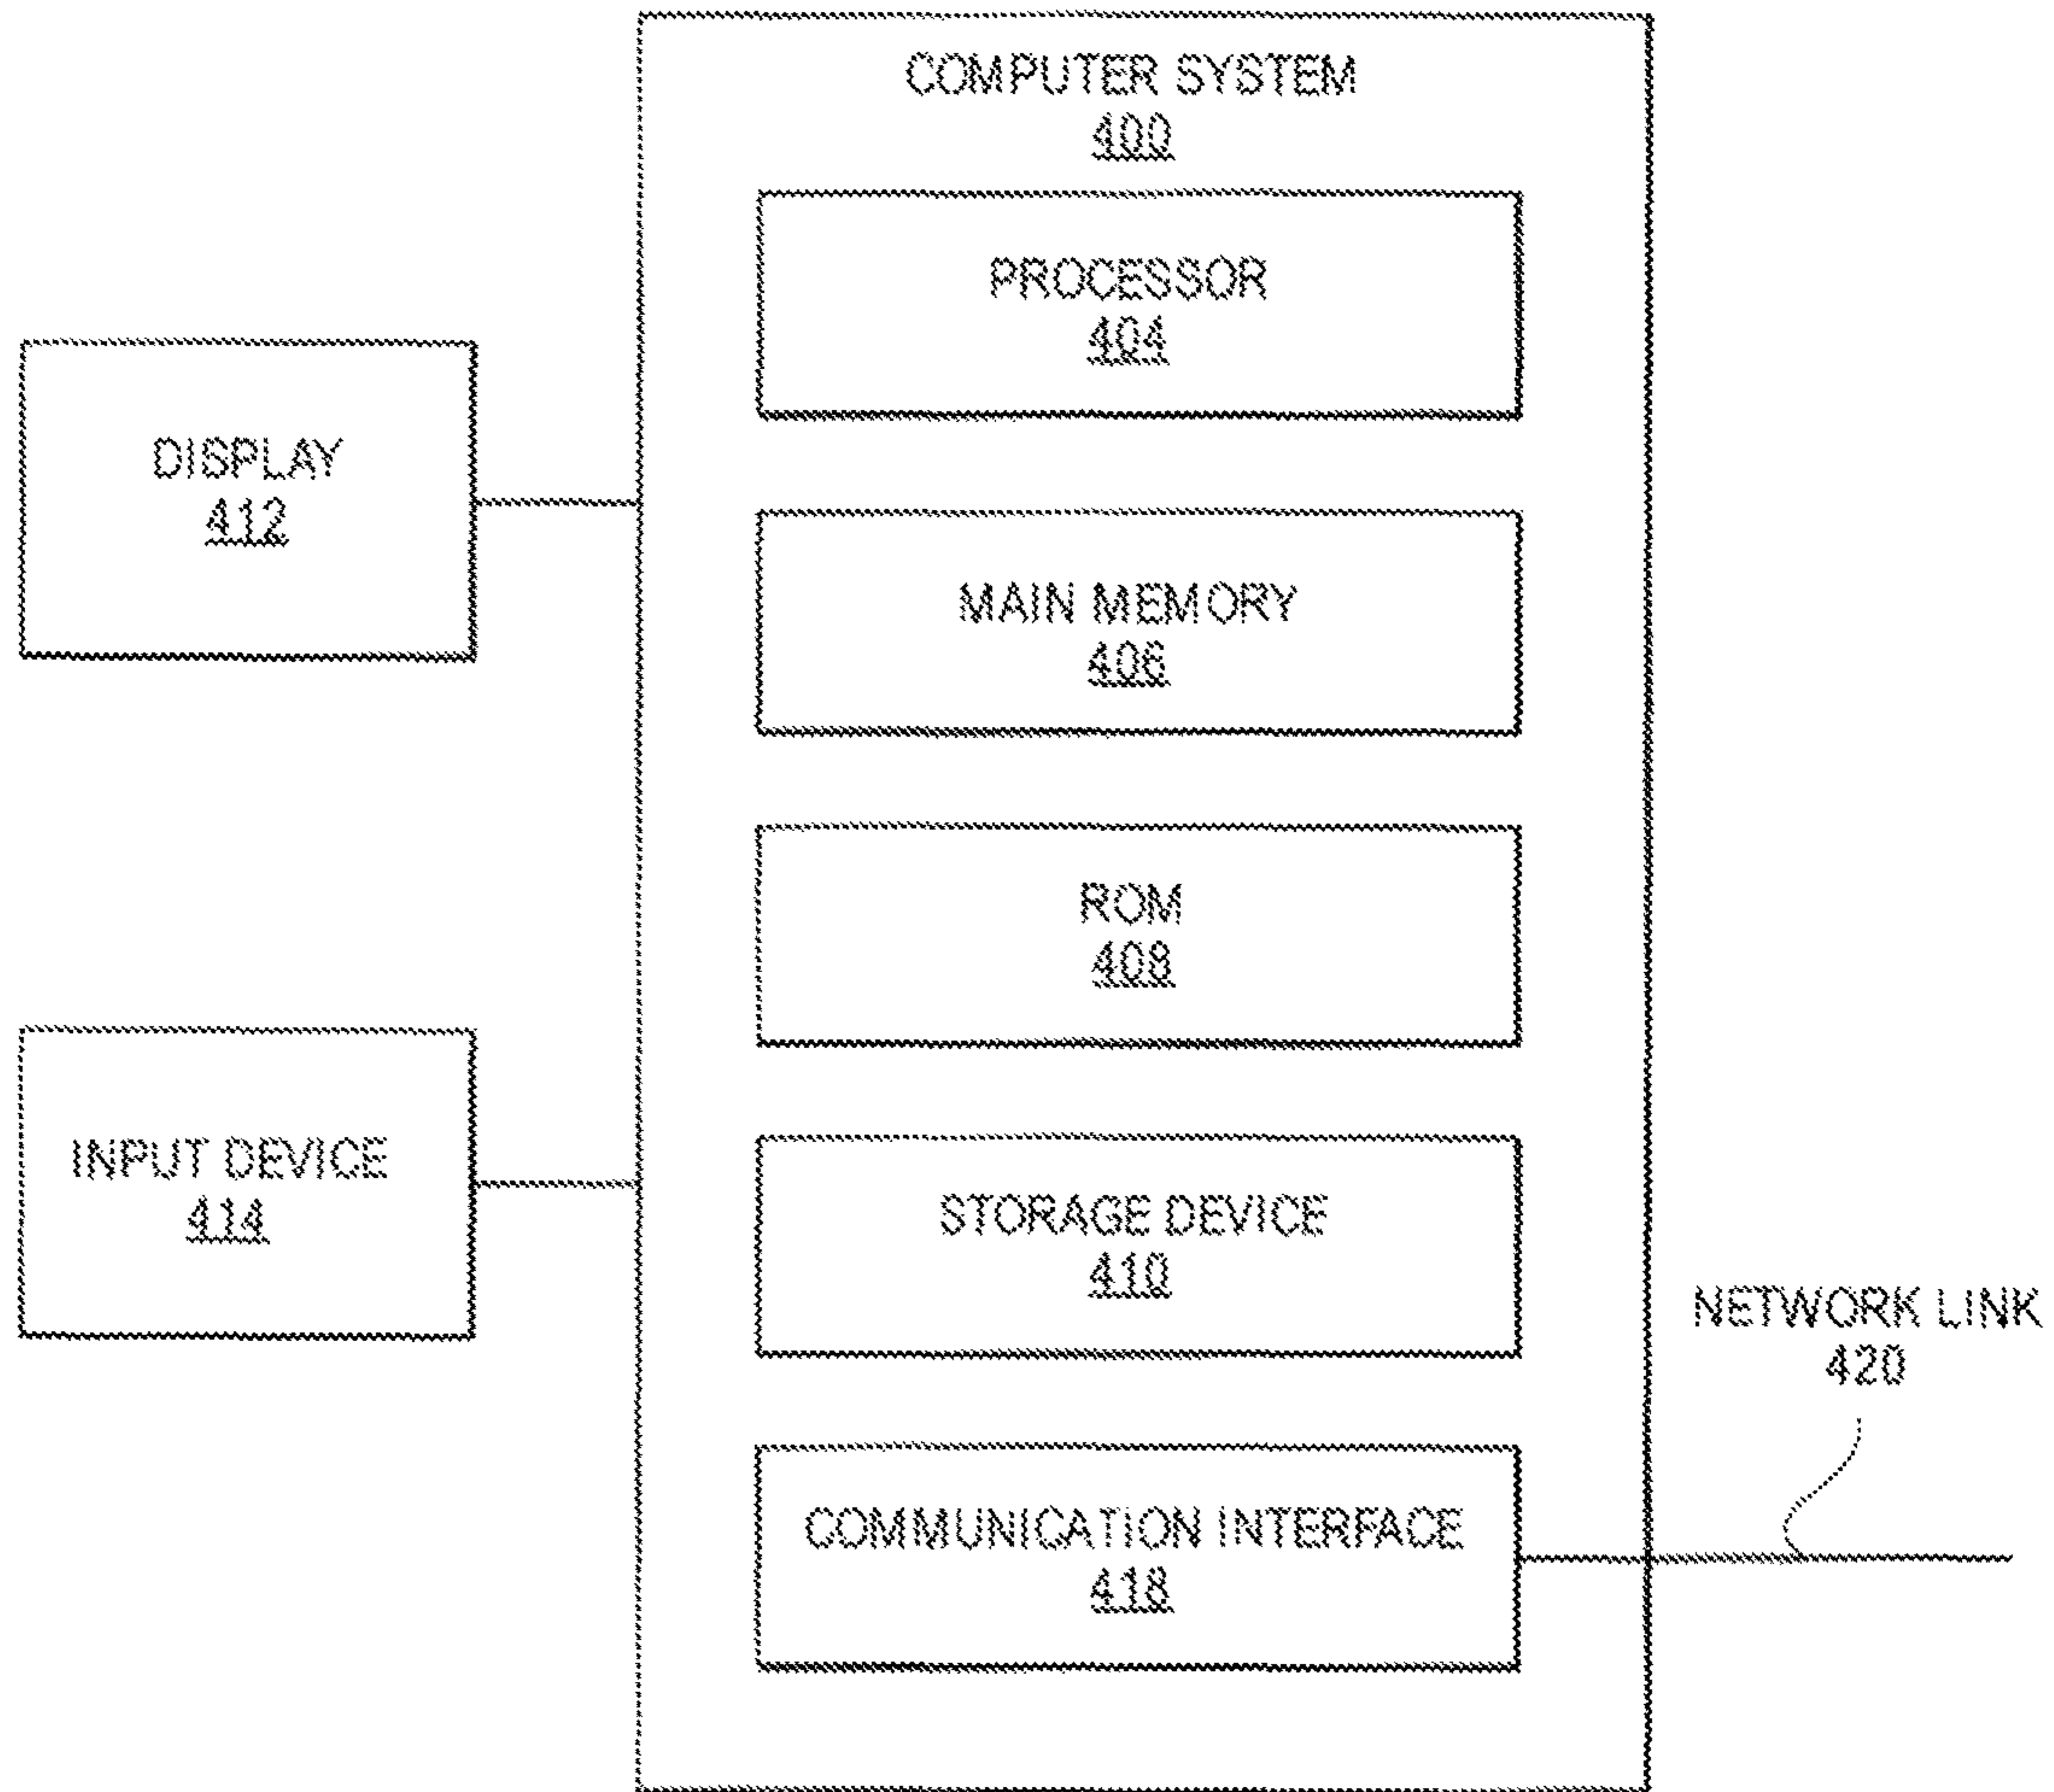 COMPUTER SYSTEM
400
PROCESSOR
404
DISPLAY
412
MAIN MEMORY
406
ROM
408
INPUT DEVICE
414
STORAGE DEVICE
410
NETWORK LINK
420
COMMUNICATION INTERFACE
418